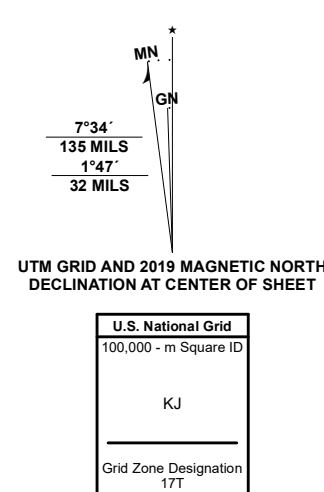 ★
MN
GN
7°34´
135 MILS
1°47´
32 MILS
UTM GRID AND 2019 MAGNETIC NORTH
DECLINATION AT CENTER OF SHEET
U.S. National Grid
100,000 - m Square ID
KJ
Grid Zone Designation
17T